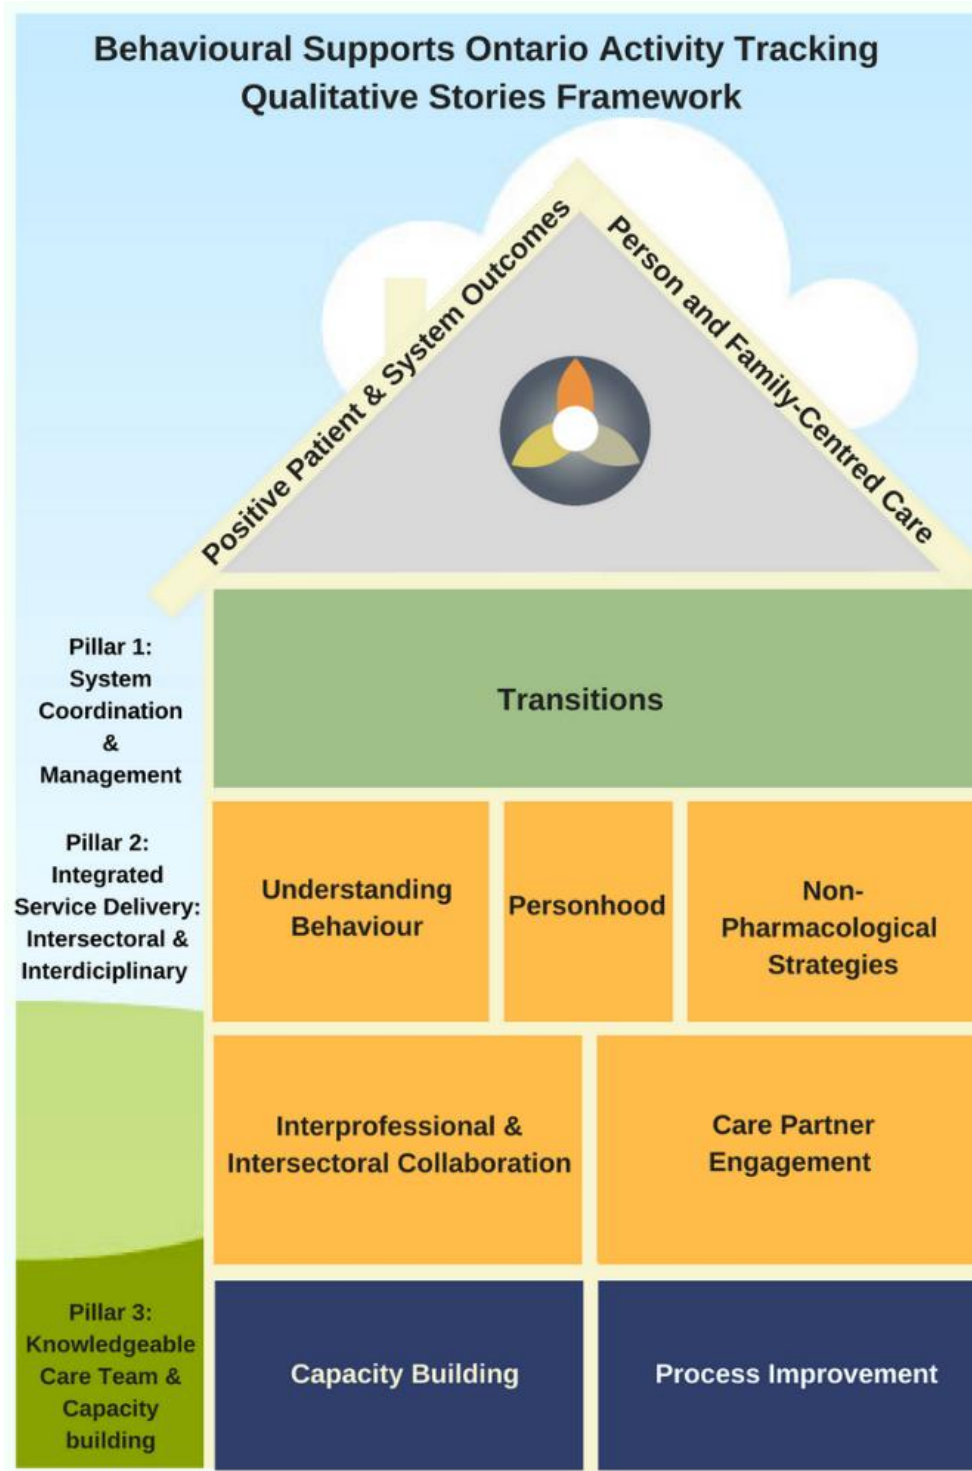 Behavioural Supports Ontario Activity Tracking
Qualitative Stories Framework
Positive Patient & System Outcomes
Person and Family-Centred Care
Pillar 1:
System
Coordination
&
Management
Transitions
Pillar 2:
Integrated
Service Delivery:
Intersectoral &
Interdiciplinary
Understanding
Behaviour
Personhood
Non-
Pharmacological
Strategies
Interprofessional &
Intersectoral Collaboration
Care Partner
Engagement
Pillar 3:
Knowledgeable
Care Team &
Capacity
building
Capacity Building
Process Improvement